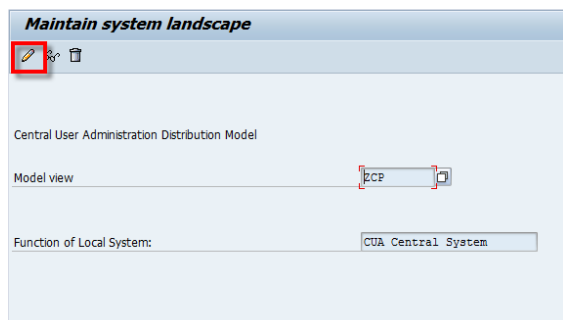 Maintain system landscape
Central User Administration Distribution Model
Model view ZCP
Function of Local System: CUA Central System